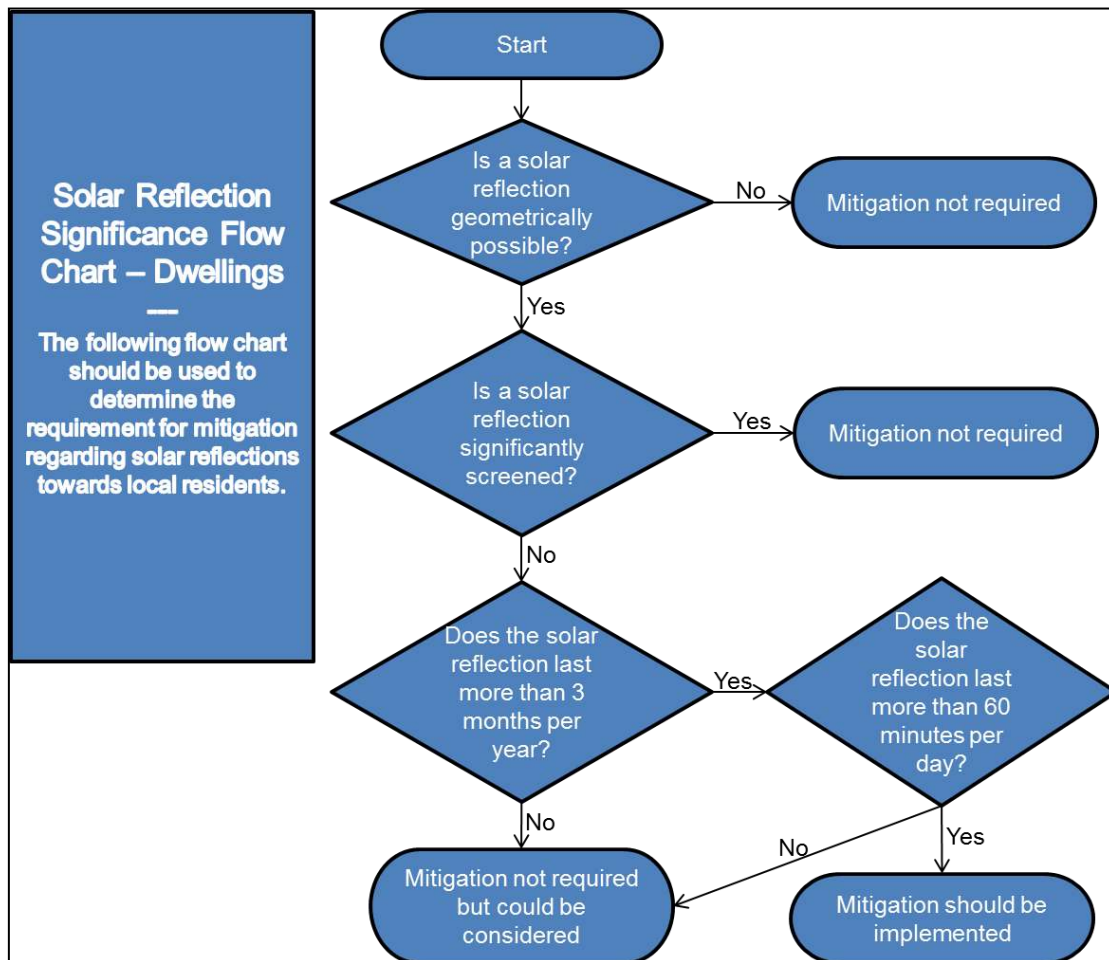 Solar Reflection
Significance Flow
Chart – Dwellings
---
The following flow chart
should be used to
determine the
requirement for mitigation
regarding solar reflections
towards local residents.
Start
Is a solar
reflection
geometrically
possible?
No
Mitigation not required
Yes
Is a solar
reflection
significantly
screened?
Yes
Mitigation not required
No
Does the solar
reflection last
more than 3
months per
year?
Yes
Does the
solar
reflection last
more than 60
minutes per
day?
No
No
Yes
Mitigation not required
but could be
considered
Mitigation should be
implemented